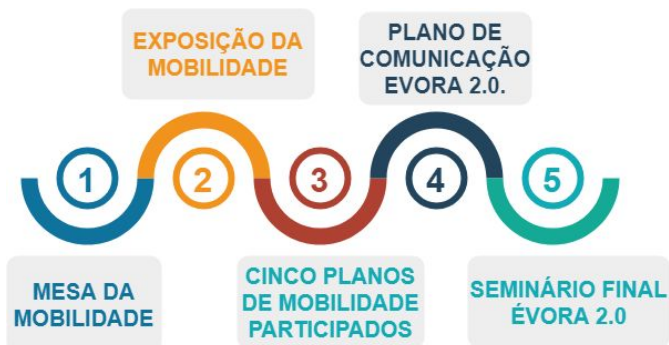 EXPOSIÇÃO DA
MOBILIDADE
PLANO DE
COMUNICAÇÃO
EVORA 2.0.
1
2
3
4
5
MESA DA
MOBILIDADE
CINCO PLANOS
DE MOBILIDADE
PARTICIPADOS
SEMINÁRIO FINAL
ÉVORA 2.0